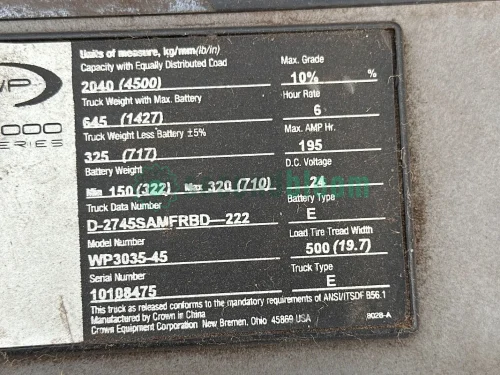 Units of measure, kg/mm(lb/in)
Capacity with Equally Distributed Load
2040 (4500)
Max. Grade
10% %
Truck Weight with Max. Battery
645 (1427)
Hour Rate
6
Truck Weight Less Battery ±5%
325 (717)
Max. AMP Hr.
195
Battery Weight
Min 150 (322) Max 320 (710)
D.C. Voltage
24
Truck Data Number
D-2745SAMFRBD-222
Battery Type
E
Model Number
WP3035-45
Load Tire Tread Width
500 (19.7)
Serial Number
10108475
Truck Type
E
This truck as released conforms to the mandatory requirements of ANSI/ITSDF B56.1
Manufactured by Crown in China
Crown Equipment Corporation New Bremen, Ohio 45869 USA
8028-A
WP
000
SERIES